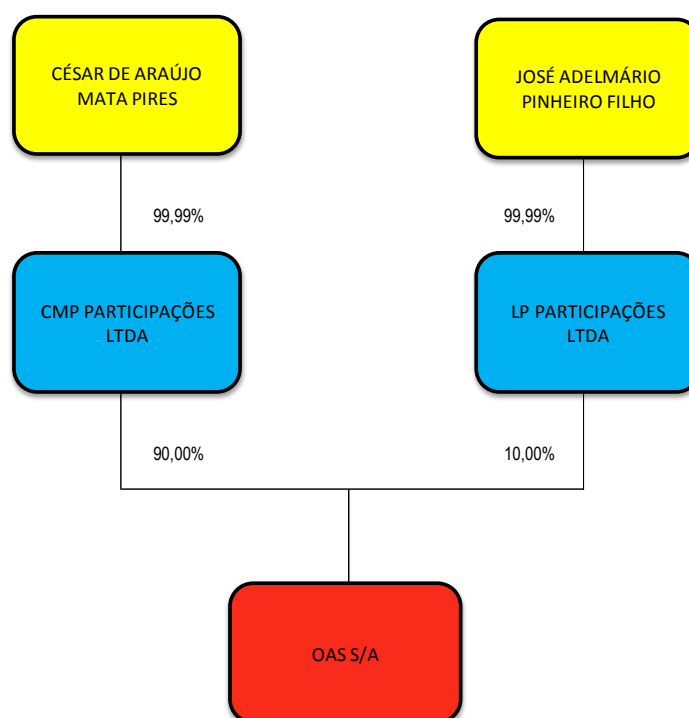 CÉSAR DE ARAÚJO
MATA PIRES
JOSÉ ADELMÁRIO
PINHEIRO FILHO
99,99%
99,99%
CMP PARTICIPAÇÕES
LTDA
LP PARTICIPAÇÕES
LTDA
90,00%
10,00%
OAS S/A